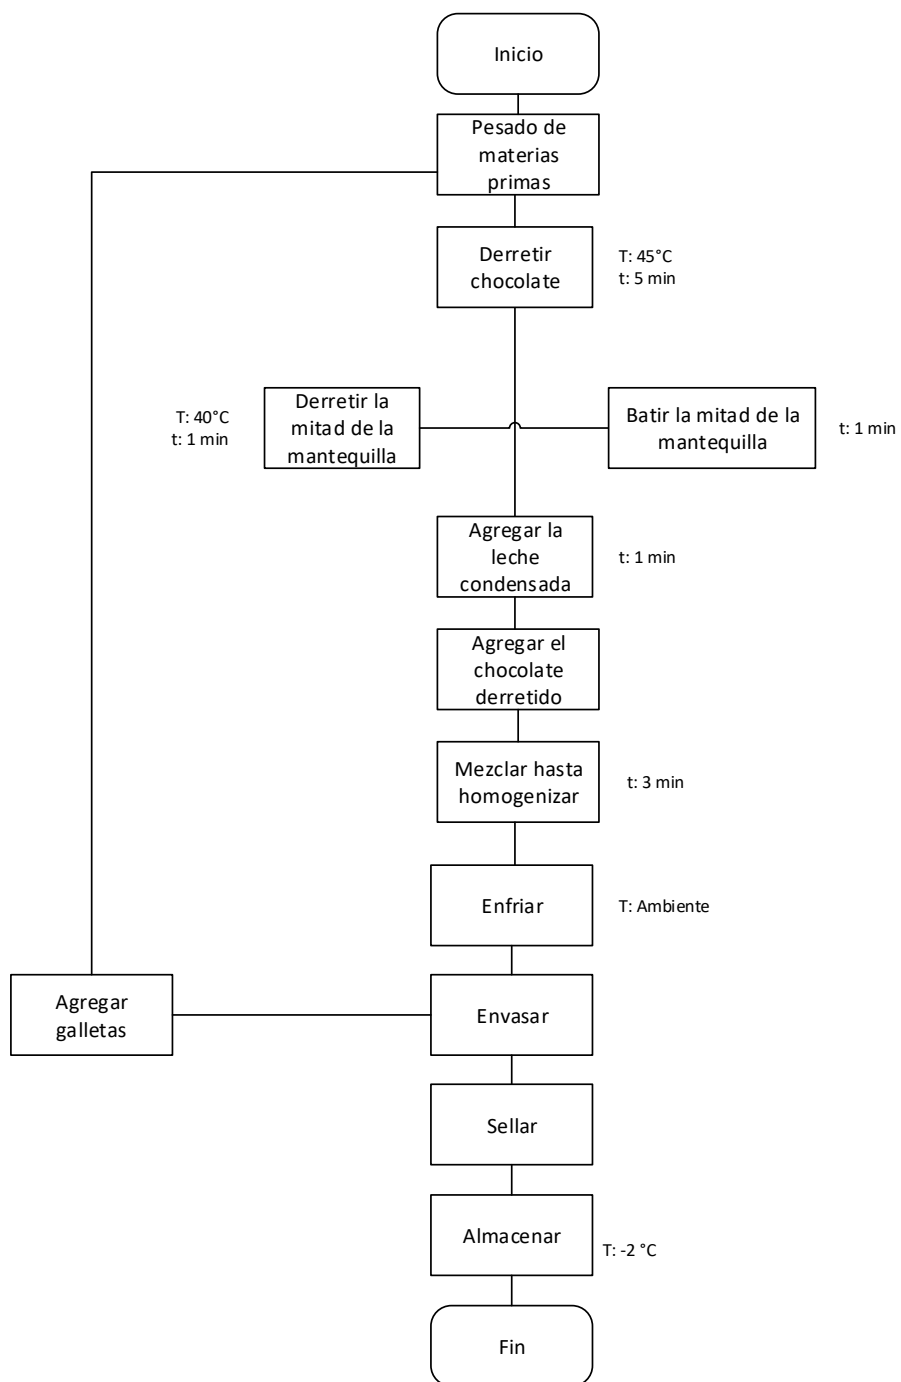 Inicio
Pesado de
materias
primas
Derretir
chocolate
T: 45°C
t: 5 min
T: 40°C
t: 1 min
Derretir la
mitad de la
mantequilla
Batir la mitad de la
mantequilla
t: 1 min
Agregar la
leche
condensada
t: 1 min
Agregar el
chocolate
derretido
Mezclar hasta
homogenizar
t: 3 min
Enfriar
T: Ambiente
Agregar
galletas
Envasar
Sellar
Almacenar
T: -2 °C
Fin